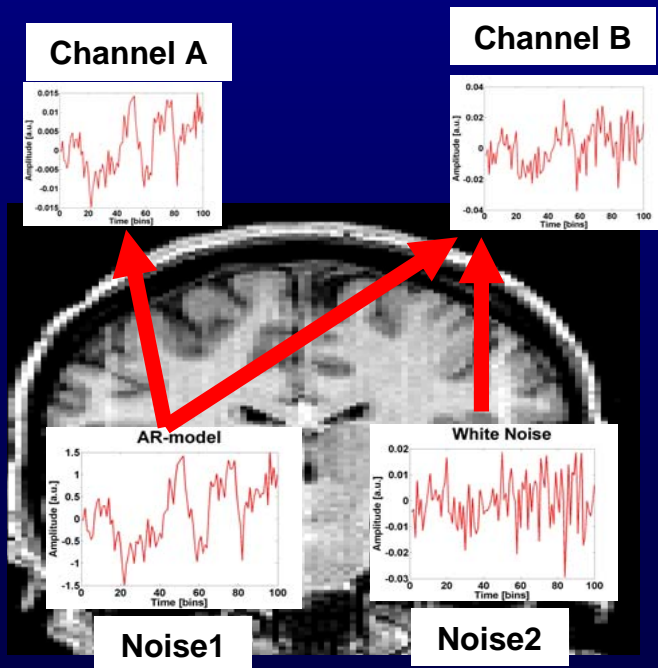 Channel A
Channel B
Amplitude [a.u.]
0.015
0.01
0.005
0
-0.005
-0.01
-0.015
0 20 40 60 80 100
Time [bins]
Amplitude [a.u.]
0.04
0.02
0
-0.02
-0.04
0 20 40 60 80 100
Time [bins]
AR-model
Amplitude [a.u.]
1.5
1
0.5
0
-0.5
-1
-1.5
0 20 40 60 80 100
Time [bins]
White Noise
Amplitude [a.u.]
0.02
0.01
0
-0.01
-0.02
-0.03
0 20 40 60 80 100
Time [bins]
Noise1
Noise2